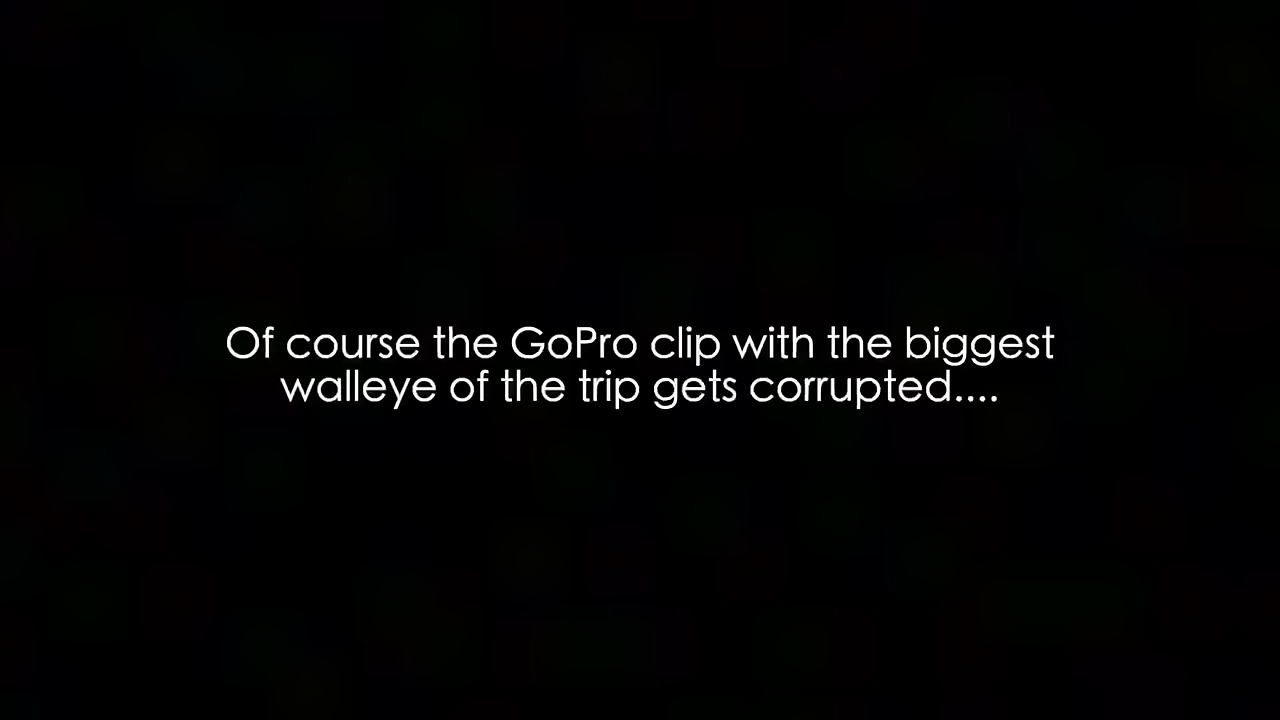 Of course the GoPro clip with the biggest
walleye of the trip gets corrupted....